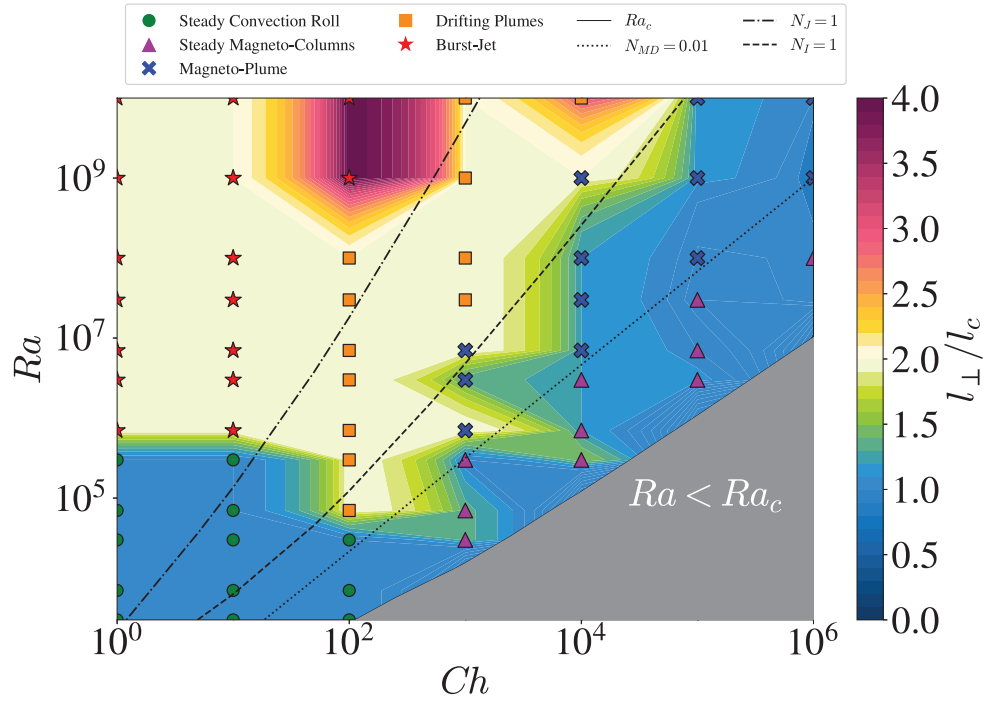 Steady Convection Roll
Steady Magneto-Columns
Magneto-Plume
Drifting Plumes
Burst-Jet
Ra_c
N_{MD} = 0.01
N_J = 1
N_I = 1
10^9
10^7
10^5
Ra
10^0
10^2
10^4
10^6
Ch
Ra < Ra_c
4.0
3.5
3.0
2.5
2.0
1.5
1.0
0.5
0.0
l_⊥/l_c